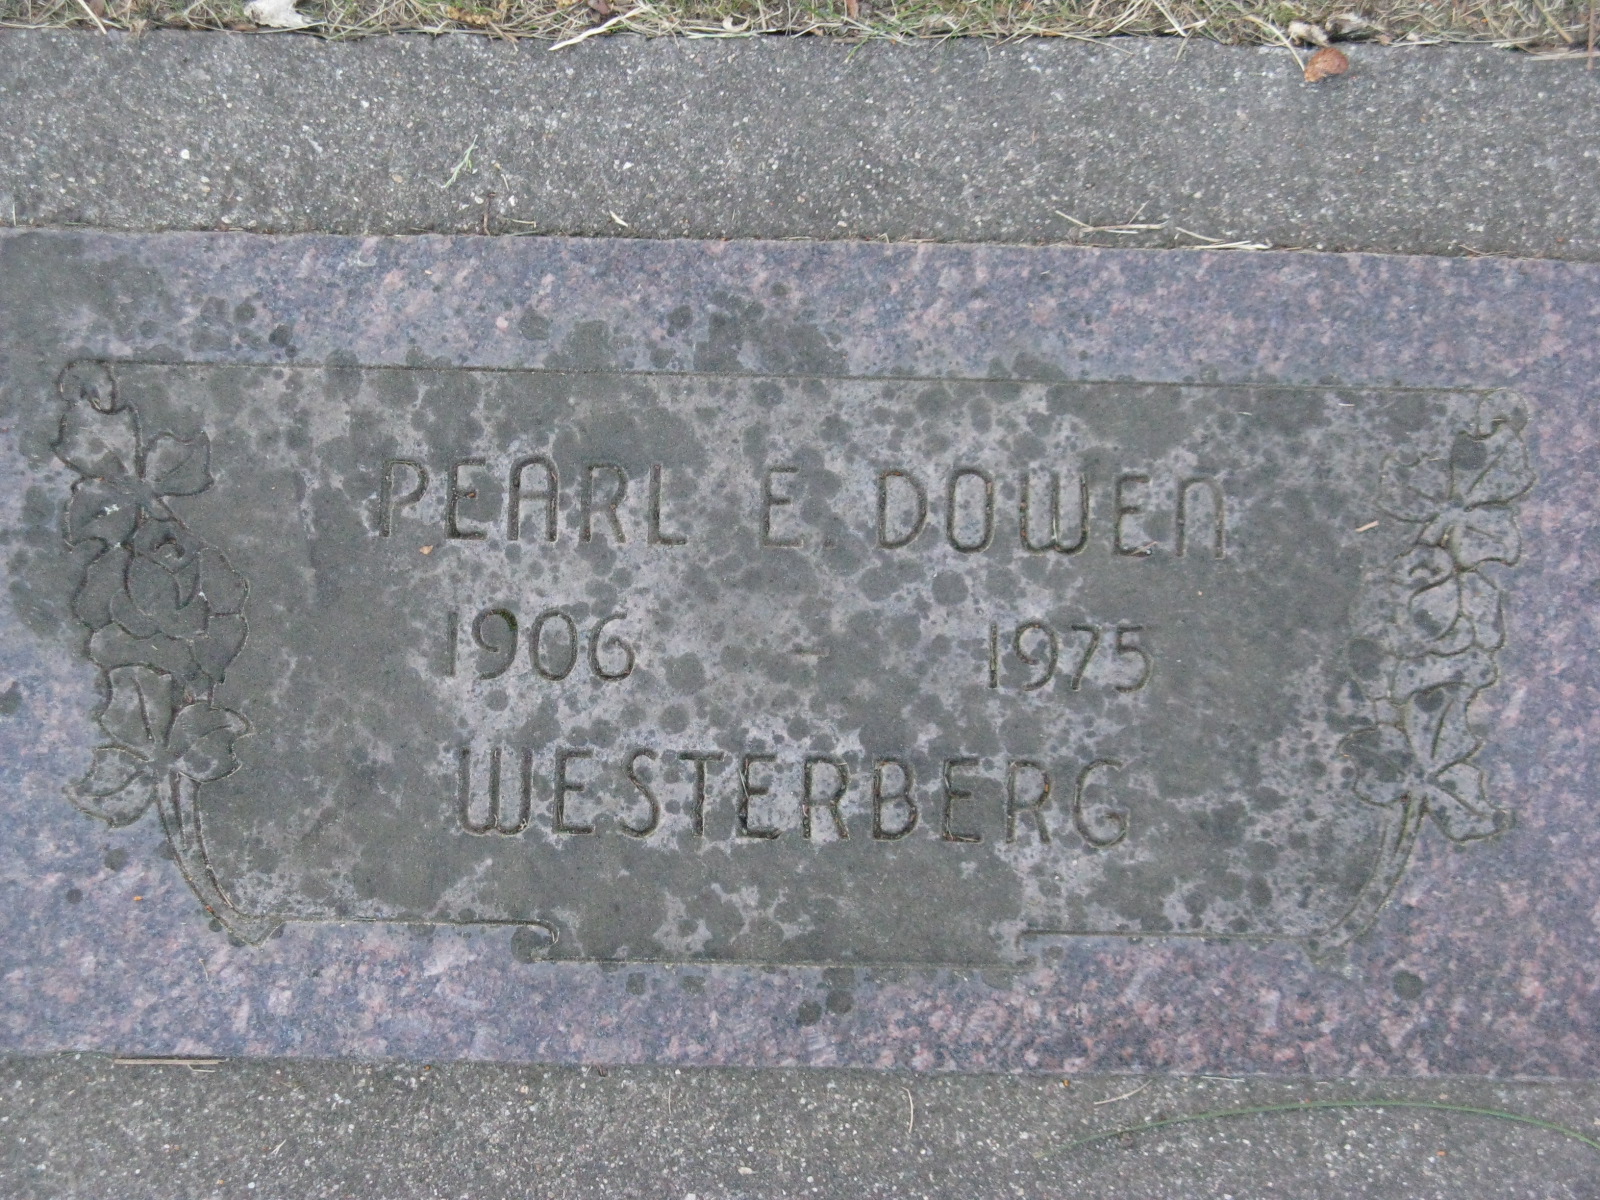 PEARL E. DOWEN
1906 - 1975
WESTERBERG